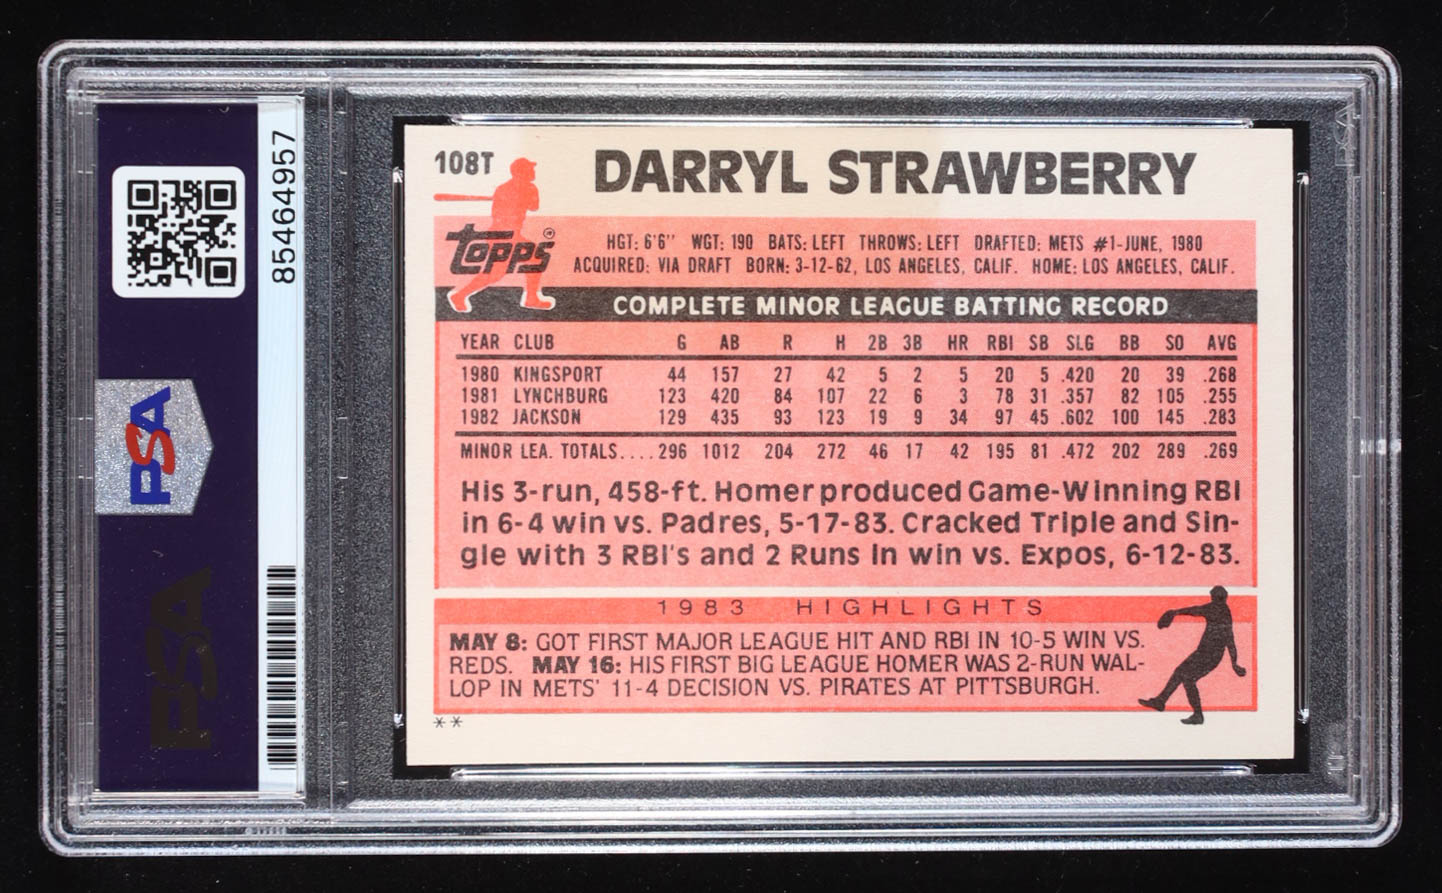 85464957
PSA
PSA
108T
DARRYL STRAWBERRY
topps®
HGT: 6'6" WGT: 190 BATS: LEFT THROWS: LEFT DRAFTED: METS #1-JUNE, 1980
ACQUIRED: VIA DRAFT BORN: 3-12-62, LOS ANGELES, CALIF. HOME: LOS ANGELES, CALIF.
COMPLETE MINOR LEAGUE BATTING RECORD
YEAR CLUB G AB R H 2B 3B HR RBI SB SLG BB SO AVG
1980 KINGSPORT 44 157 27 42 5 2 5 20 5 .420 20 39 .268
1981 LYNCHBURG 123 420 84 107 22 6 3 78 31 .357 82 105 .255
1982 JACKSON 129 435 93 123 19 9 34 97 45 .602 100 145 .283
MINOR LEA. TOTALS....296 1012 204 272 46 17 42 195 81 .472 202 289 .269
His 3-run, 458-ft. Homer produced Game-Winning RBI
in 6-4 win vs. Padres, 5-17-83. Cracked Triple and Sin-
gle with 3 RBI's and 2 Runs In win vs. Expos, 6-12-83.
1983 HIGHLIGHTS
MAY 8: GOT FIRST MAJOR LEAGUE HIT AND RBI IN 10-5 WIN VS.
REDS. MAY 16: HIS FIRST BIG LEAGUE HOMER WAS 2-RUN WAL-
LOP IN METS' 11-4 DECISION VS. PIRATES AT PITTSBURGH.
**